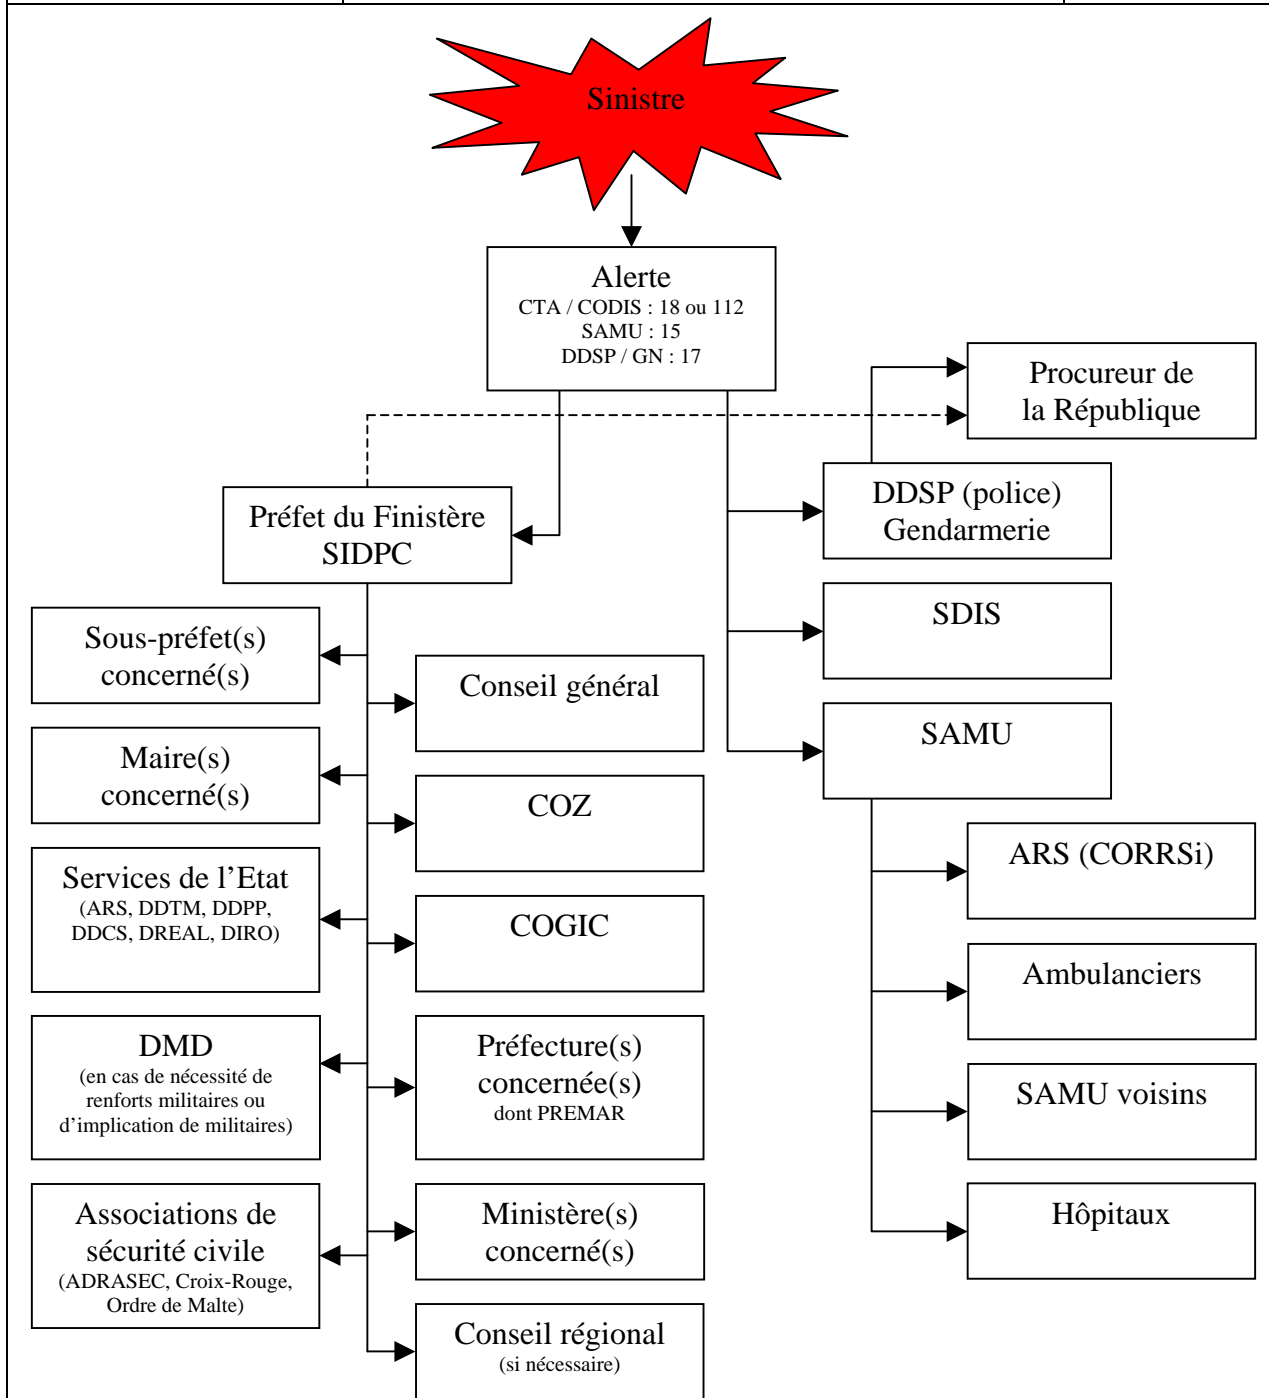 Sinistre
Alerte
CTA / CODIS : 18 ou 112
SAMU : 15
DDSP / GN : 17
Procureur de
la République
DDSP (police)
Gendarmerie
Préfet du Finistère
SIDPC
SDIS
Sous-préfet(s)
concerné(s)
Conseil général
SAMU
Maire(s)
concerné(s)
COZ
ARS (CORRSi)
Services de l’Etat
(ARS, DDTM, DDPP,
DDCS, DREAL, DIRO)
COGIC
Ambulanciers
DMD
(en cas de nécessité de
renforts militaires ou
d’implication de militaires)
Préfecture(s)
concernée(s)
dont PREMAR
SAMU voisins
Associations de
sécurité civile
(ADRASEC, Croix-Rouge,
Ordre de Malte)
Ministère(s)
concerné(s)
Hôpitaux
Conseil régional
(si nécessaire)